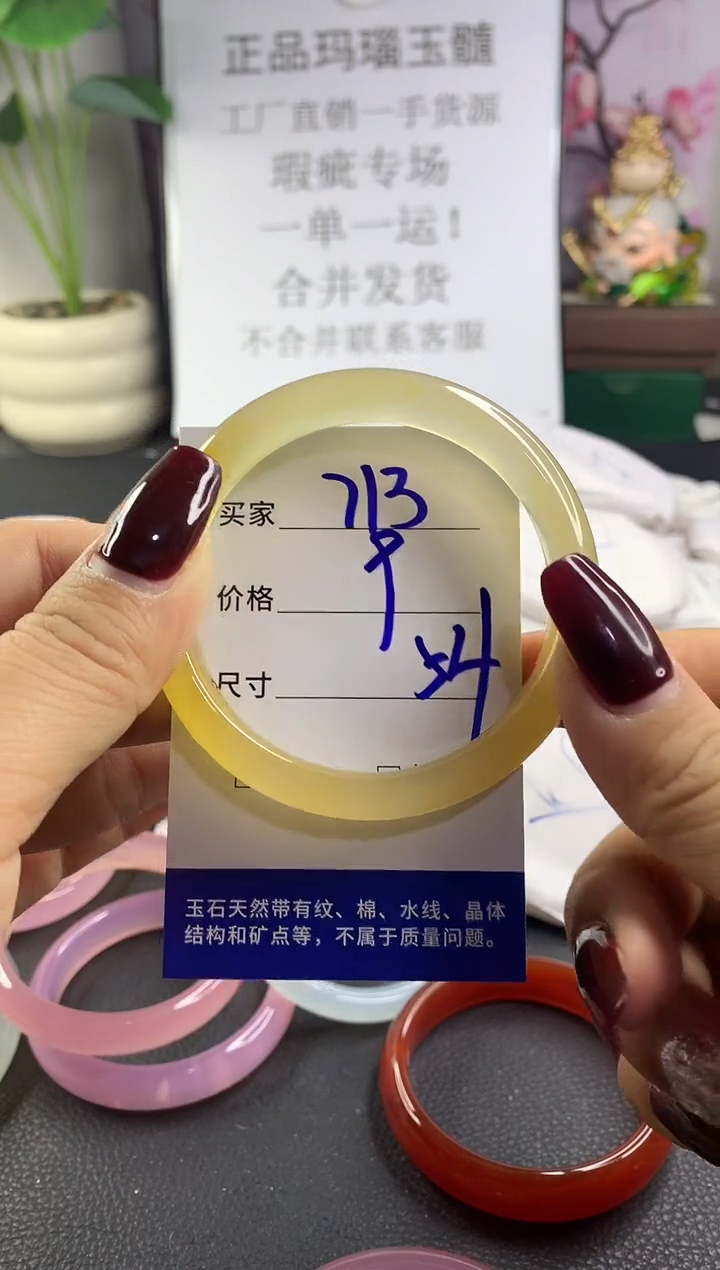 正品玛瑙玉髓
工厂直销一手货源
瑕疵专场
一单一运！
合并发货
不合并联系客服
买家 713
价格 9
尺寸 54
玉石天然带有纹、棉、水线、晶体
结构和矿点等，不属于质量问题。